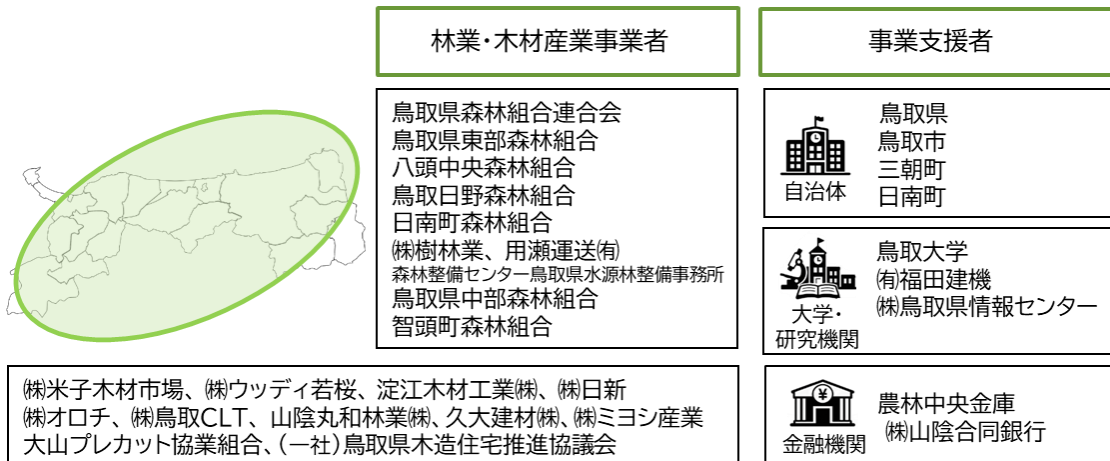 林業・木材産業事業者
鳥取県森林組合連合会
鳥取県東部森林組合
八頭中央森林組合
鳥取日野森林組合
日南町森林組合
㈱樹林業、用瀬運送㈲
森林整備センター鳥取県水源林整備事務所
鳥取県中部森林組合
智頭町森林組合
㈱米子木材市場、㈱ウッディ若桜、淀江木材工業㈱、㈱日新
㈱オロチ、㈱鳥取CLT、山陰丸和林業㈱、久大建材㈱、㈱ミヨシ産業
大山プレカット協業組合、（一社）鳥取県木造住宅推進協議会
事業支援者
自治体
鳥取県
鳥取市
三朝町
日南町
大学・
研究機関
鳥取大学
㈲福田建機
㈱鳥取県情報センター
¥
金融機関
農林中央金庫
㈱山陰合同銀行